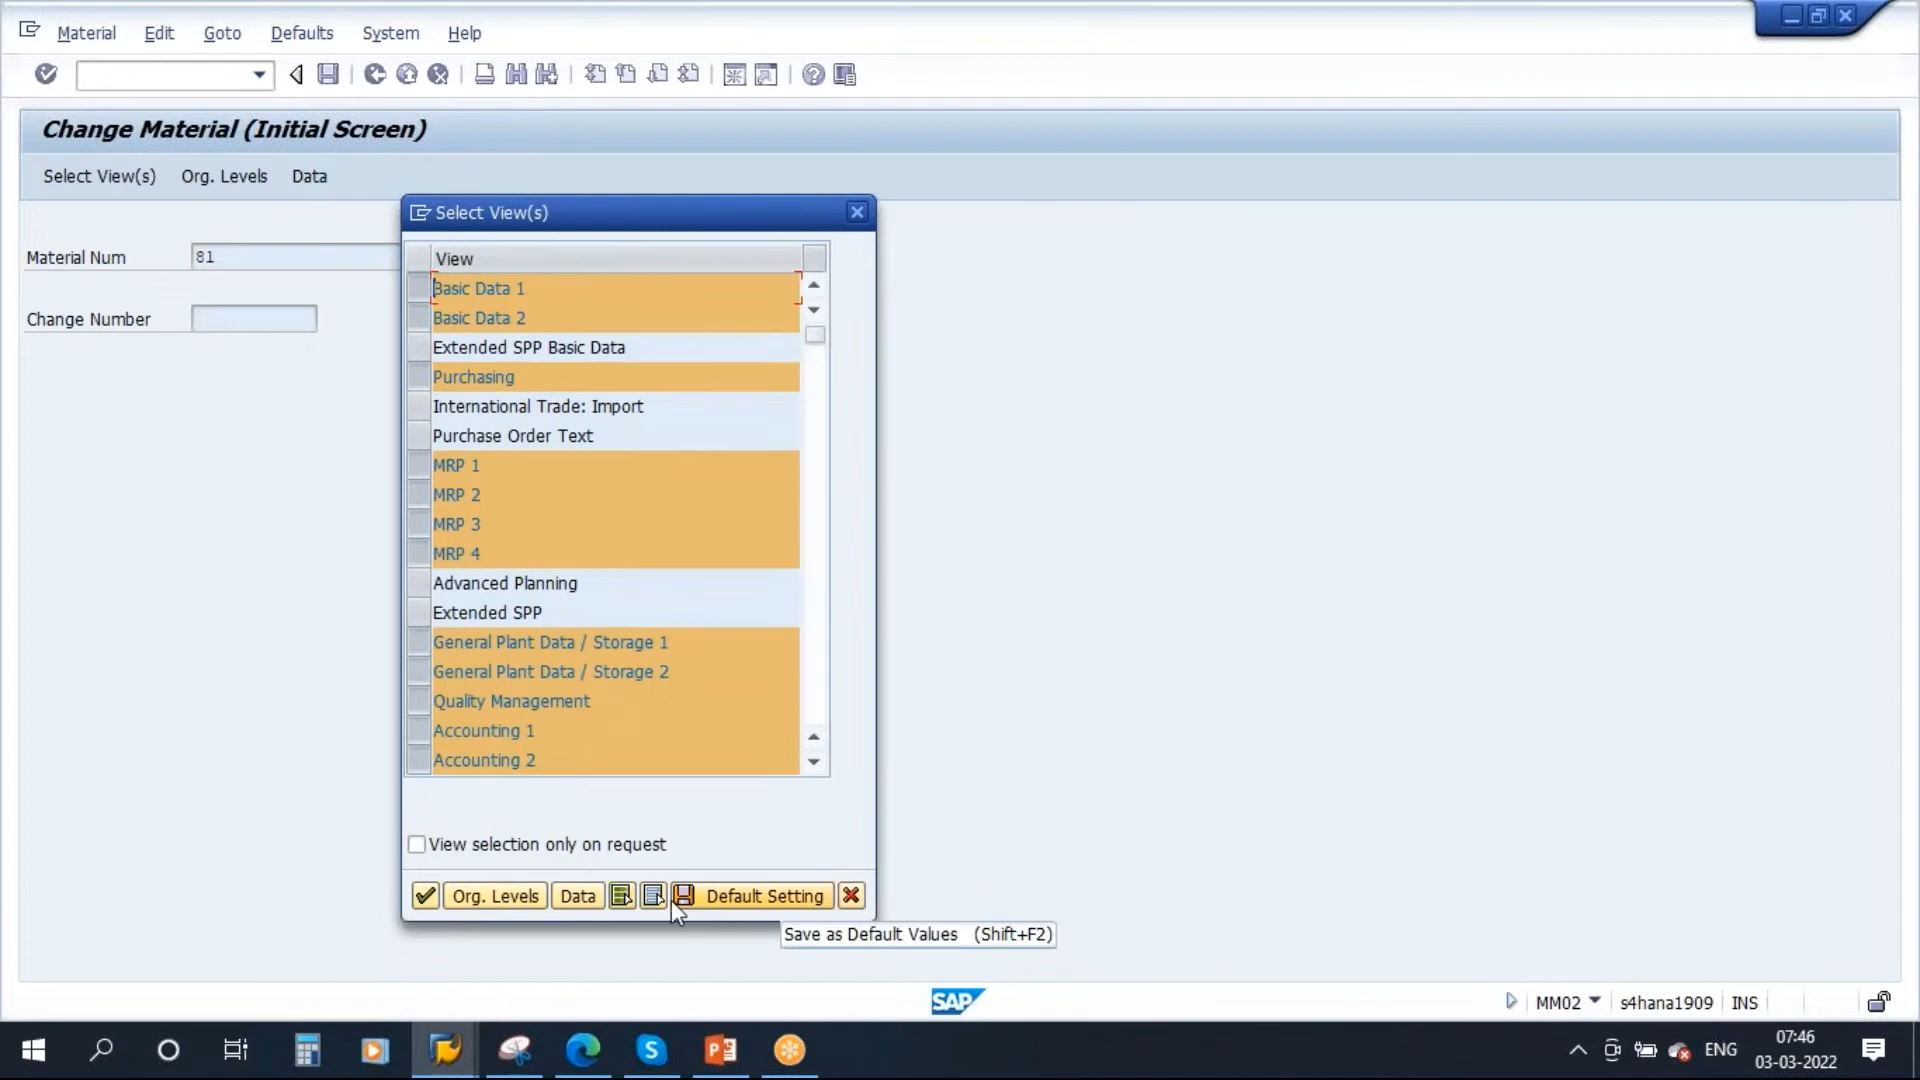 Material Edit Goto Defaults System Help
Change Material (Initial Screen)
Select View(s) Org. Levels Data
Select View(s)
Material Num 81
Change Number
View
Basic Data 1
Basic Data 2
Extended SPP Basic Data
Purchasing
International Trade: Import
Purchase Order Text
MRP 1
MRP 2
MRP 3
MRP 4
Advanced Planning
Extended SPP
General Plant Data / Storage 1
General Plant Data / Storage 2
Quality Management
Accounting 1
Accounting 2
View selection only on request
Org. Levels Data Default Setting
Save as Default Values (Shift+F2)
SAP
MM02 s4hana1909 INS
ENG
07:46
03-03-2022